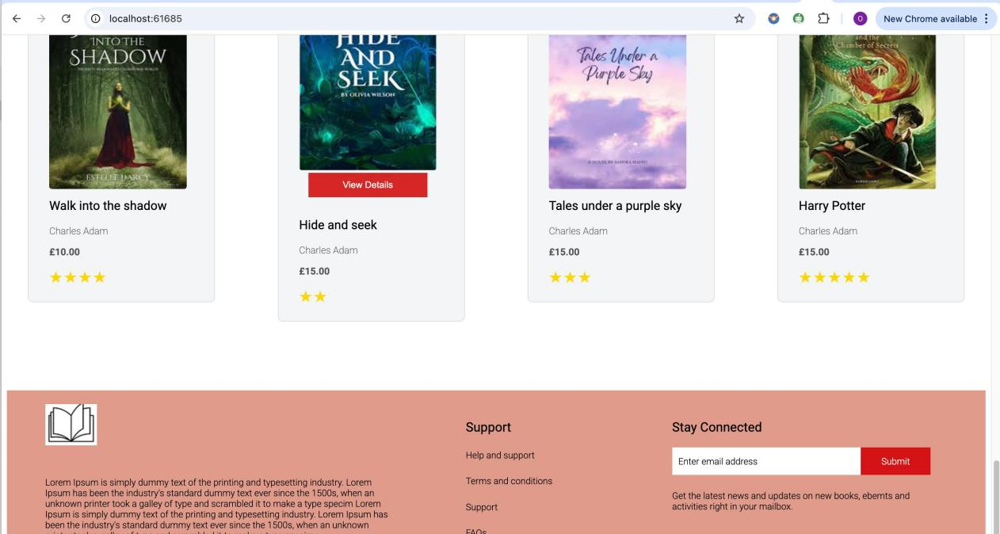 localhost:61685
New Chrome available
INTO THE
SHADOW
ESTELLE DARCY
Walk into the shadow
Charles Adam
£10.00
HIDE
AND
SEEK
BY OLIVIA WILSON
View Details
Hide and seek
Charles Adam
£15.00
Tales Under a
Purple Sky
Tales under a purple sky
Charles Adam
£15.00
and the
Chamber of Secrets
Harry Potter
Charles Adam
£15.00
Lorem Ipsum is simply dummy text of the printing and typesetting industry. Lorem
Ipsum has been the industry's standard dummy text ever since the 1500s, when an
unknown printer took a galley of type and scrambled it to make a type specim Lorem
Ipsum is simply dummy text of the printing and typesetting industry. Lorem Ipsum has
been the industry's standard dummy text ever since the 1500s, when an unknown
Support
Help and support
Terms and conditions
Support
FAQs
Stay Connected
Enter email address
Submit
Get the latest news and updates on new books, ebemts and
activities right in your mailbox.